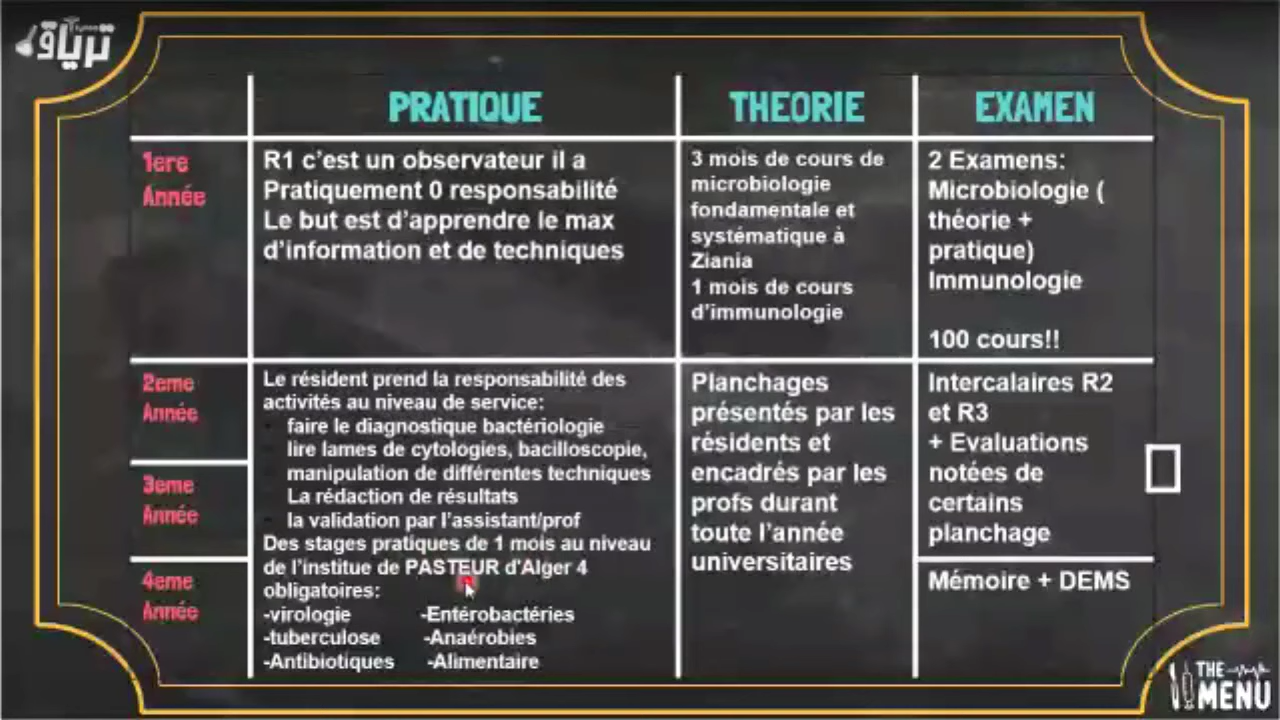 ترياق
PRATIQUE
THEORIE
EXAMEN
1ere
Année
R1 c’est un observateur il a
Pratiquement 0 responsabilité
Le but est d’apprendre le max
d’information et de techniques
3 mois de cours de
microbiologie
fondamentale et
systématique à
Ziania
1 mois de cours
d’immunologie
2 Examens:
Microbiologie (
théorie +
pratique)
Immunologie
100 cours!!
2eme
Année
3eme
Année
4eme
Année
Le résident prend la responsabilité des
activités au niveau de service:
faire le diagnostique bactériologie
lire lames de cytologies, bacilloscopie,
manipulation de différentes techniques
La rédaction de résultats
la validation par l’assistant/prof
Des stages pratiques de 1 mois au niveau
de l’institue de PASTEUR d’Alger 4
obligatoires:
-virologie -Entérobactéries
-tuberculose -Anaérobies
-Antibiotiques -Alimentaire
Planchages
présentés par les
résidents et
encadrés par les
profs durant
toute l’année
universitaires
Intercalaires R2
et R3
+ Evaluations
notées de
certains
planchage
Mémoire + DEMS
THE
MENU